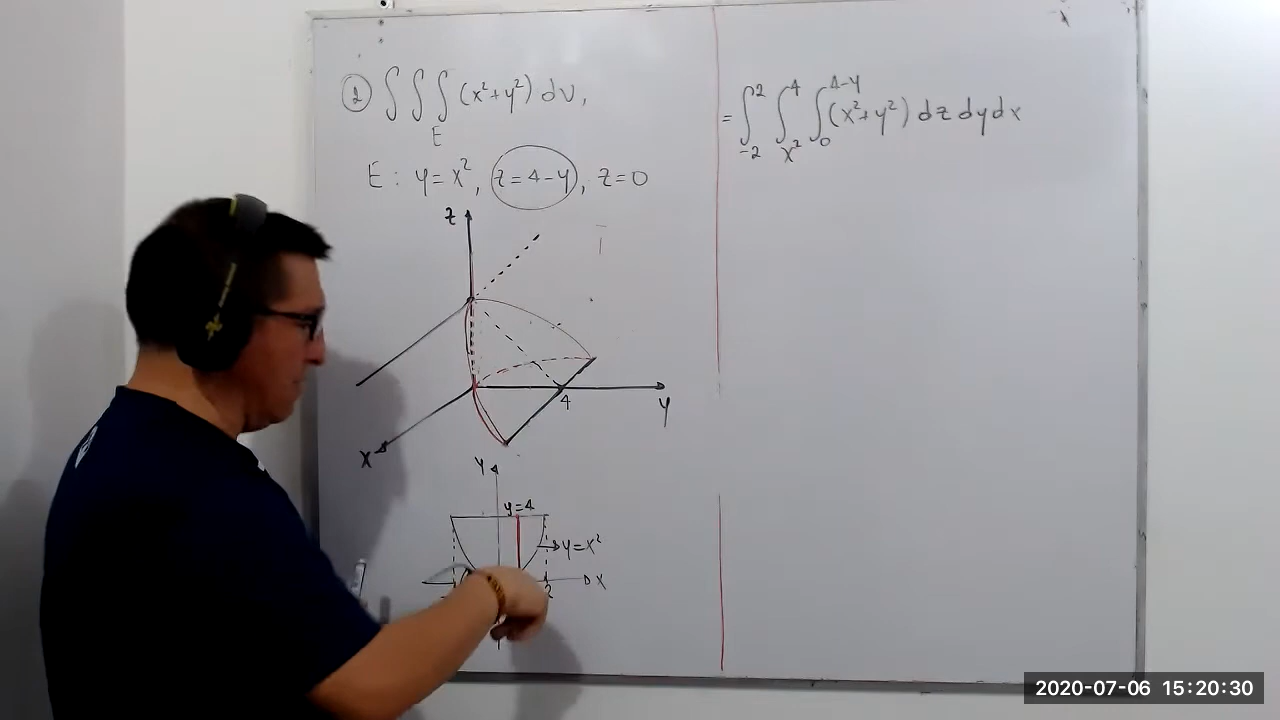 ② ∫∫∫_E (x²+y²) dv,
E : y=x², z=4-y, z=0
z
4
y
x
y
y=4
y=x²
x
2
= ∫_{-2}^{2} ∫_{x²}^{4} ∫_{0}^{4-y} (x²+y²) dz dy dx
2020-07-06 15:20:30